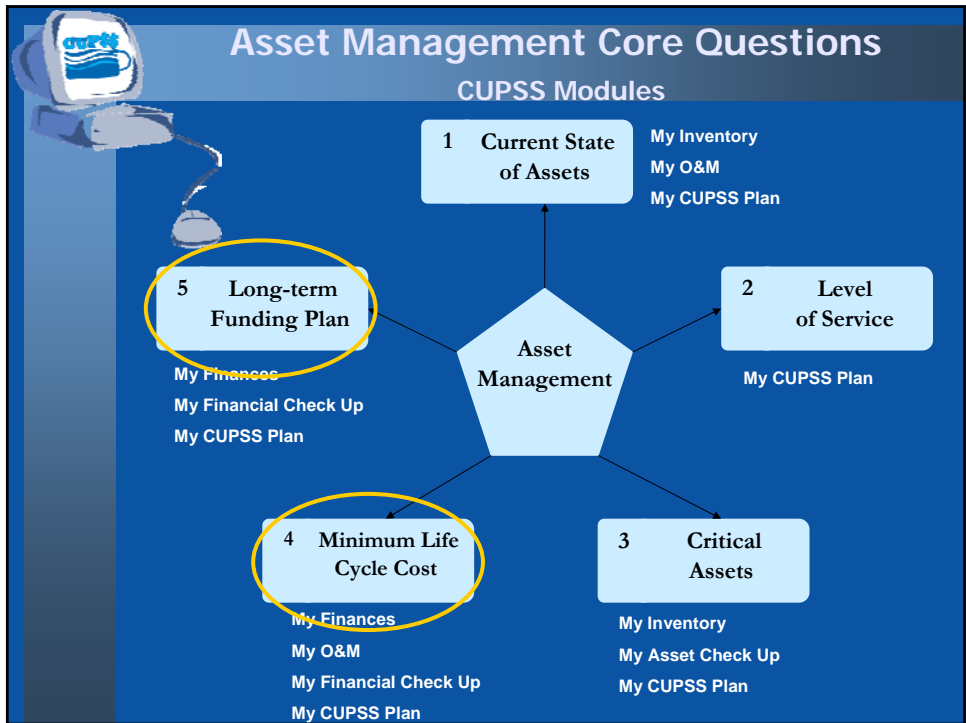 CUPSS
Asset Management Core Questions
CUPSS Modules
1 Current State
of Assets
My Inventory
My O&M
My CUPSS Plan
2 Level
of Service
My CUPSS Plan
3 Critical
Assets
My Inventory
My Asset Check Up
My CUPSS Plan
4 Minimum Life
Cycle Cost
My Finances
My O&M
My Financial Check Up
My CUPSS Plan
5 Long-term
Funding Plan
My Finances
My Financial Check Up
My CUPSS Plan
Asset
Management